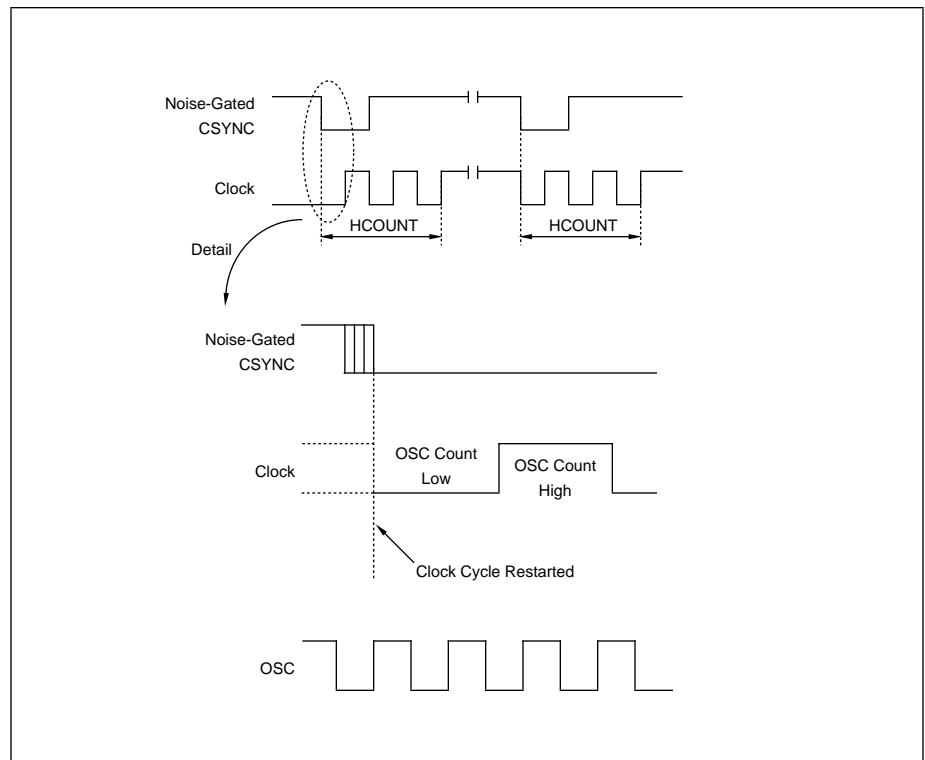 Noise-Gated
CSYNC
Clock
HCOUNT
HCOUNT
Detail
Noise-Gated
CSYNC
Clock
OSC Count
Low
OSC Count
High
Clock Cycle Restarted
OSC